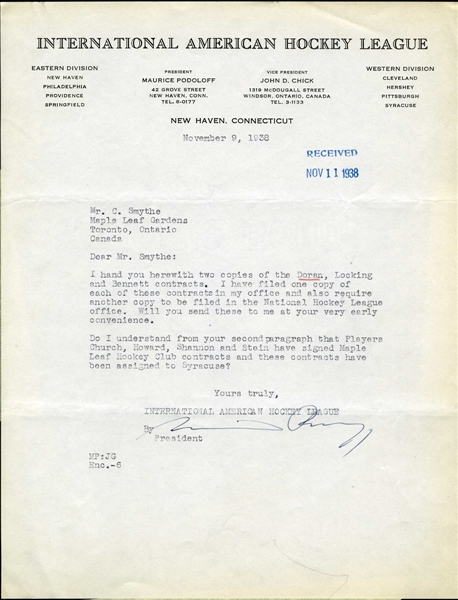 INTERNATIONAL AMERICAN HOCKEY LEAGUE
EASTERN DIVISION
NEW HAVEN
PHILADELPHIA
PROVIDENCE
SPRINGFIELD
PRESIDENT
MAURICE PODOLOFF
42 GROVE STREET
NEW HAVEN, CONN.
TEL. 8-0177
VICE PRESIDENT
JOHN D. CHICK
1319 McDOUGALL STREET
WINDSOR, ONTARIO, CANADA
TEL. 3-1133
WESTERN DIVISION
CLEVELAND
HERSHEY
PITTSBURGH
SYRACUSE
NEW HAVEN, CONNECTICUT
November 9, 1938
RECEIVED
NOV 11 1938
Mr. C. Smythe
Maple Leaf Gardens
Toronto, Ontario
Canada
Dear Mr. Smythe:
I hand you herewith two copies of the Doran, Locking
and Bennett contracts. I have filed one copy of
each of these contracts in my office and also require
another copy to be filed in the National Hockey League
office. Will you send these to me at your very early
convenience.
Do I understand from your second paragraph that Players
Church, Howard, Shannon and Stein have signed Maple
Leaf Hockey Club contracts and these contracts have
been assigned to Syracuse?
Yours truly,
INTERNATIONAL AMERICAN HOCKEY LEAGUE
By
President
MP:JG
Enc.-6